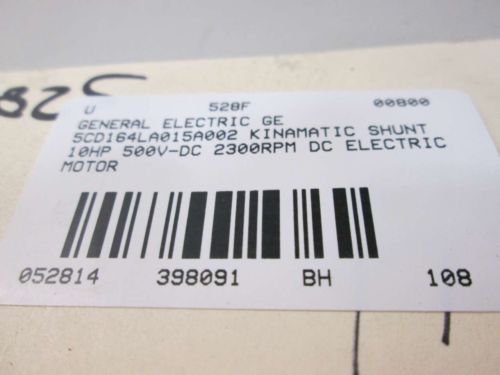 U 528F 00800
GENERAL ELECTRIC GE
5CD164LA015A002 KINAMATIC SHUNT
10HP 500V-DC 2300RPM DC ELECTRIC
MOTOR
052814 398091 BH 108